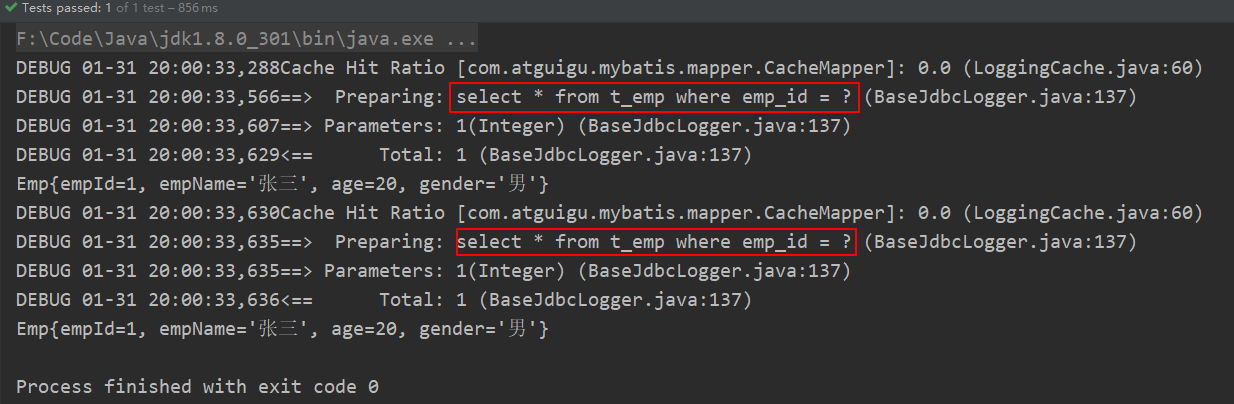 Tests passed: 1 of 1 test – 856 ms
F:\Code\Java\jdk1.8.0_301\bin\java.exe ...
DEBUG 01-31 20:00:33,288Cache Hit Ratio [com.atguigu.mybatis.mapper.CacheMapper]: 0.0 (LoggingCache.java:60)
DEBUG 01-31 20:00:33,566==>  Preparing: select * from t_emp where emp_id = ? (BaseJdbcLogger.java:137)
DEBUG 01-31 20:00:33,607==> Parameters: 1(Integer) (BaseJdbcLogger.java:137)
DEBUG 01-31 20:00:33,629<==      Total: 1 (BaseJdbcLogger.java:137)
Emp{empId=1, empName='张三', age=20, gender='男'}
DEBUG 01-31 20:00:33,630Cache Hit Ratio [com.atguigu.mybatis.mapper.CacheMapper]: 0.0 (LoggingCache.java:60)
DEBUG 01-31 20:00:33,635==>  Preparing: select * from t_emp where emp_id = ? (BaseJdbcLogger.java:137)
DEBUG 01-31 20:00:33,635==> Parameters: 1(Integer) (BaseJdbcLogger.java:137)
DEBUG 01-31 20:00:33,636<==      Total: 1 (BaseJdbcLogger.java:137)
Emp{empId=1, empName='张三', age=20, gender='男'}
Process finished with exit code 0